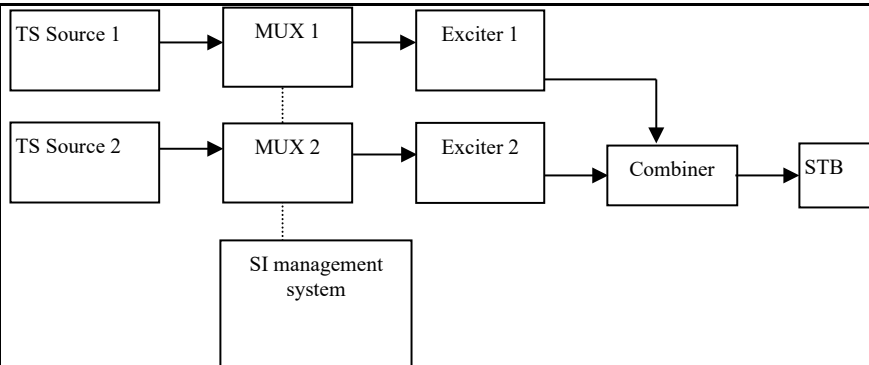 TS Source 1
MUX 1
Exciter 1
TS Source 2
MUX 2
Exciter 2
Combiner
STB
SI management
system